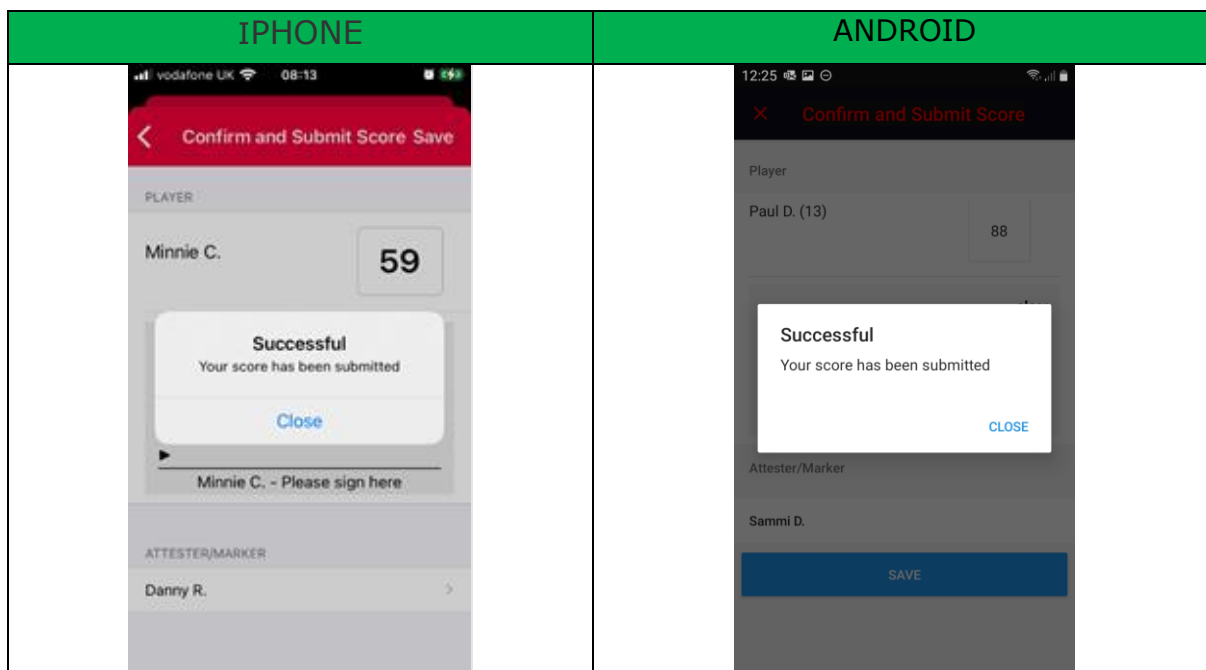 IPHONE
vodafone UK 08:13
Confirm and Submit Score Save
PLAYER
Minnie C.
59
Successful
Your score has been submitted
Close
Minnie C. - Please sign here
ATTESTER/MARKER
Danny R.
ANDROID
12:25
Confirm and Submit Score
Player
Paul D. (13)
88
Successful
Your score has been submitted
CLOSE
Attester/Marker
Sammi D.
SAVE